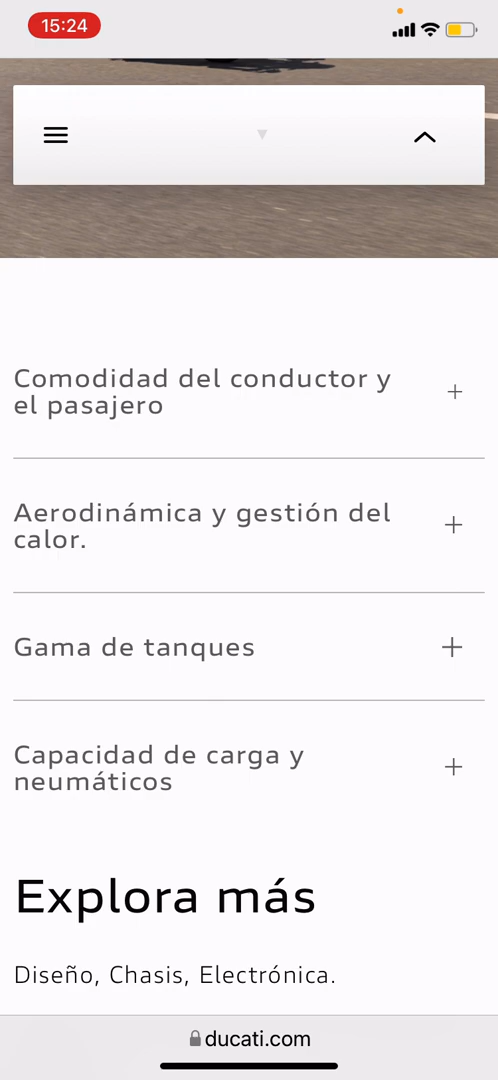 15:24
Comodidad del conductor y
el pasajero
Aerodinámica y gestión del
calor.
Gama de tanques
Capacidad de carga y
neumáticos
Explora más
Diseño, Chasis, Electrónica.
ducati.com